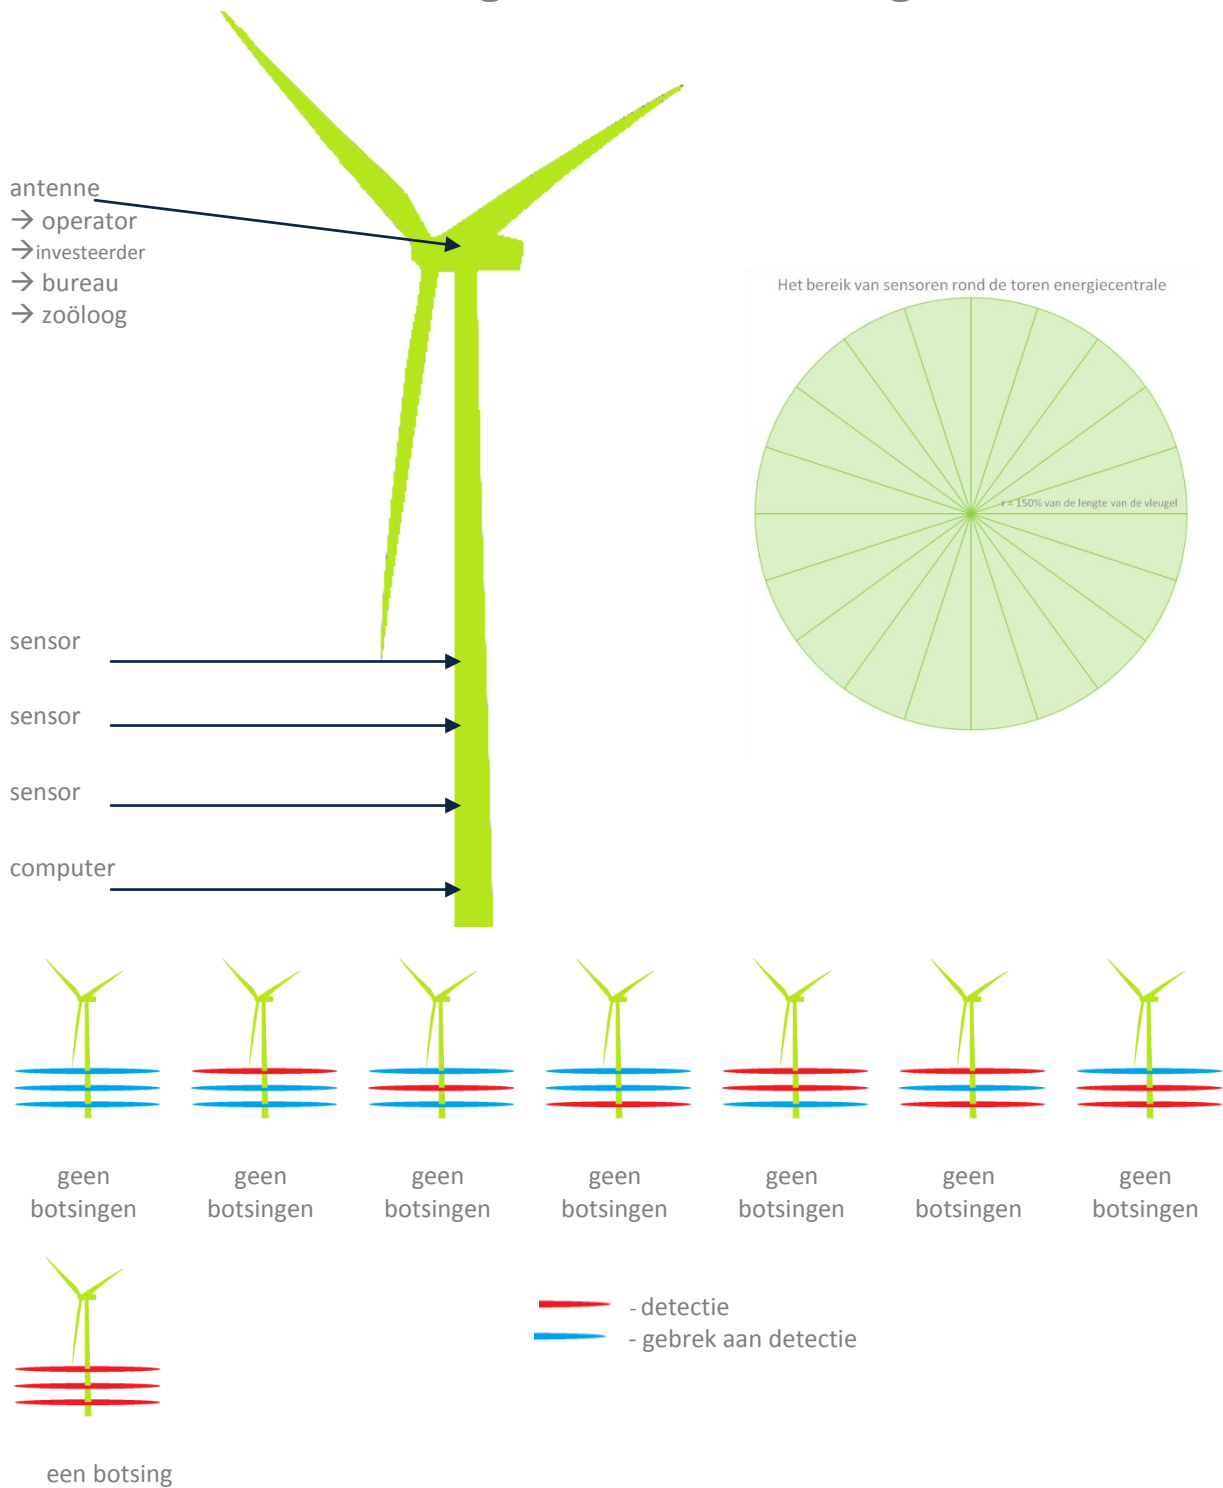 antenne
→ operator
→investeerder
→ bureau
→ zoöloog
Het bereik van sensoren rond de toren energiecentrale
r = 150% van de lengte van de vleugel
sensor
sensor
sensor
computer
geen botsingen
geen botsingen
geen botsingen
geen botsingen
geen botsingen
geen botsingen
geen botsingen
- detectie
- gebrek aan detectie
een botsing